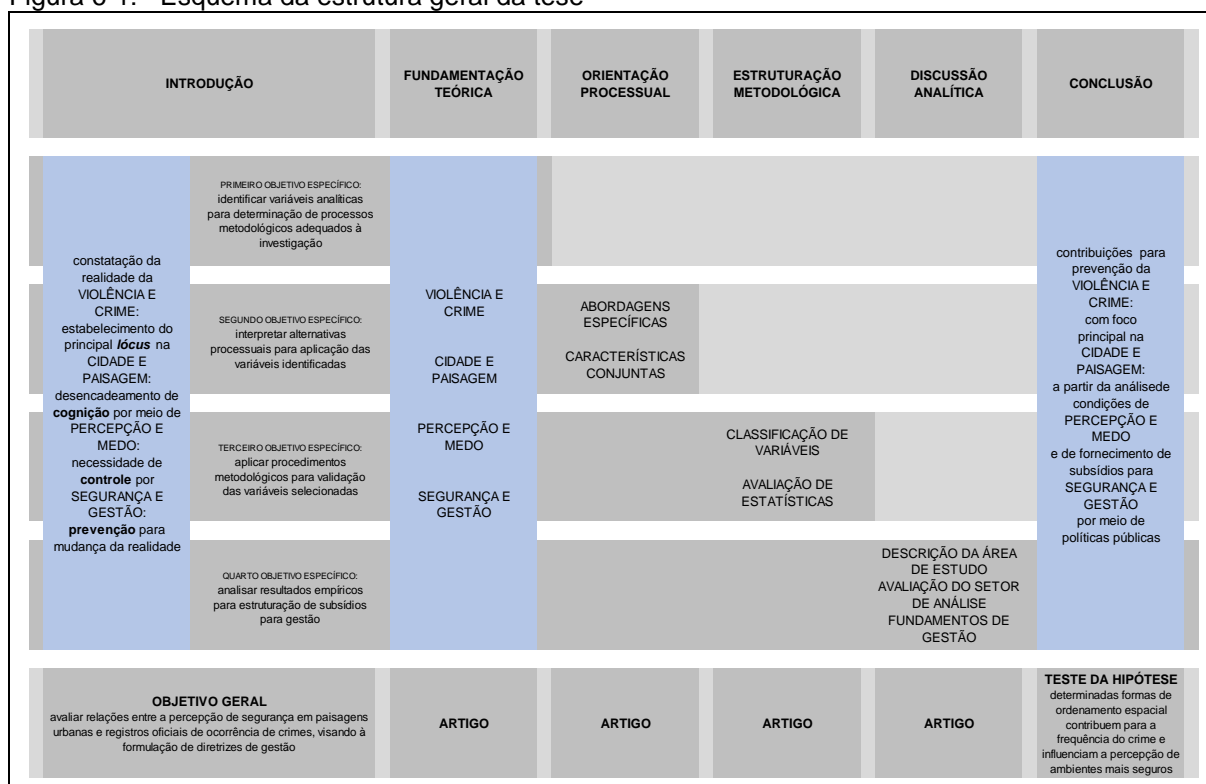 Figura 6-1: Esquema da estrutura geral da tese
INTRODUÇÃO
FUNDAMENTAÇÃO
TEÓRICA
ORIENTAÇÃO
PROCESSUAL
ESTRUTURAÇÃO
METODOLÓGICA
DISCUSSÃO
ANALÍTICA
CONCLUSÃO
constatação da
realidade da
VIOLÊNCIA E
CRIME:
estabelecimento do
principal lócus na
CIDADE E
PAISAGEM:
desencadeamento de
cognição por meio de
PERCEPÇÃO E
MEDO:
necessidade de
controle por
SEGURANÇA E
GESTÃO:
prevenção para
mudança da realidade
PRIMEIRO OBJETIVO ESPECÍFICO:
identificar variáveis analíticas
para determinação de processos
metodológicos adequados à
investigação
SEGUNDO OBJETIVO ESPECÍFICO:
interpretar alternativas
processuais para aplicação das
variáveis identificadas
TERCEIRO OBJETIVO ESPECÍFICO:
aplicar procedimentos
metodológicos para validação
das variáveis selecionadas
QUARTO OBJETIVO ESPECÍFICO:
analisar resultados empíricos
para estruturação de subsídios
para gestão
VIOLÊNCIA E
CRIME
CIDADE E
PAISAGEM
PERCEPÇÃO E
MEDO
SEGURANÇA E
GESTÃO
ABORDAGENS
ESPECÍFICAS
CARACTERÍSTICAS
CONJUNTAS
CLASSIFICAÇÃO DE
VARIÁVEIS
AVALIAÇÃO DE
ESTATÍSTICAS
DESCRIÇÃO DA ÁREA
DE ESTUDO
AVALIAÇÃO DO SETOR
DE ANÁLISE
FUNDAMENTOS DE
GESTÃO
contribuições para
prevenção da
VIOLÊNCIA E
CRIME:
com foco
principal na
CIDADE E
PAISAGEM:
a partir da análisede
condições de
PERCEPÇÃO E
MEDO
e de fornecimento de
subsídios para
SEGURANÇA E
GESTÃO
por meio de
políticas públicas
OBJETIVO GERAL
avaliar relações entre a percepção de segurança em paisagens
urbanas e registros oficiais de ocorrência de crimes, visando à
formulação de diretrizes de gestão
ARTIGO
ARTIGO
ARTIGO
ARTIGO
TESTE DA HIPÓTESE
determinadas formas de
ordenamento espacial
contribuem para a
frequência do crime e
influenciam a percepção de
ambientes mais seguros